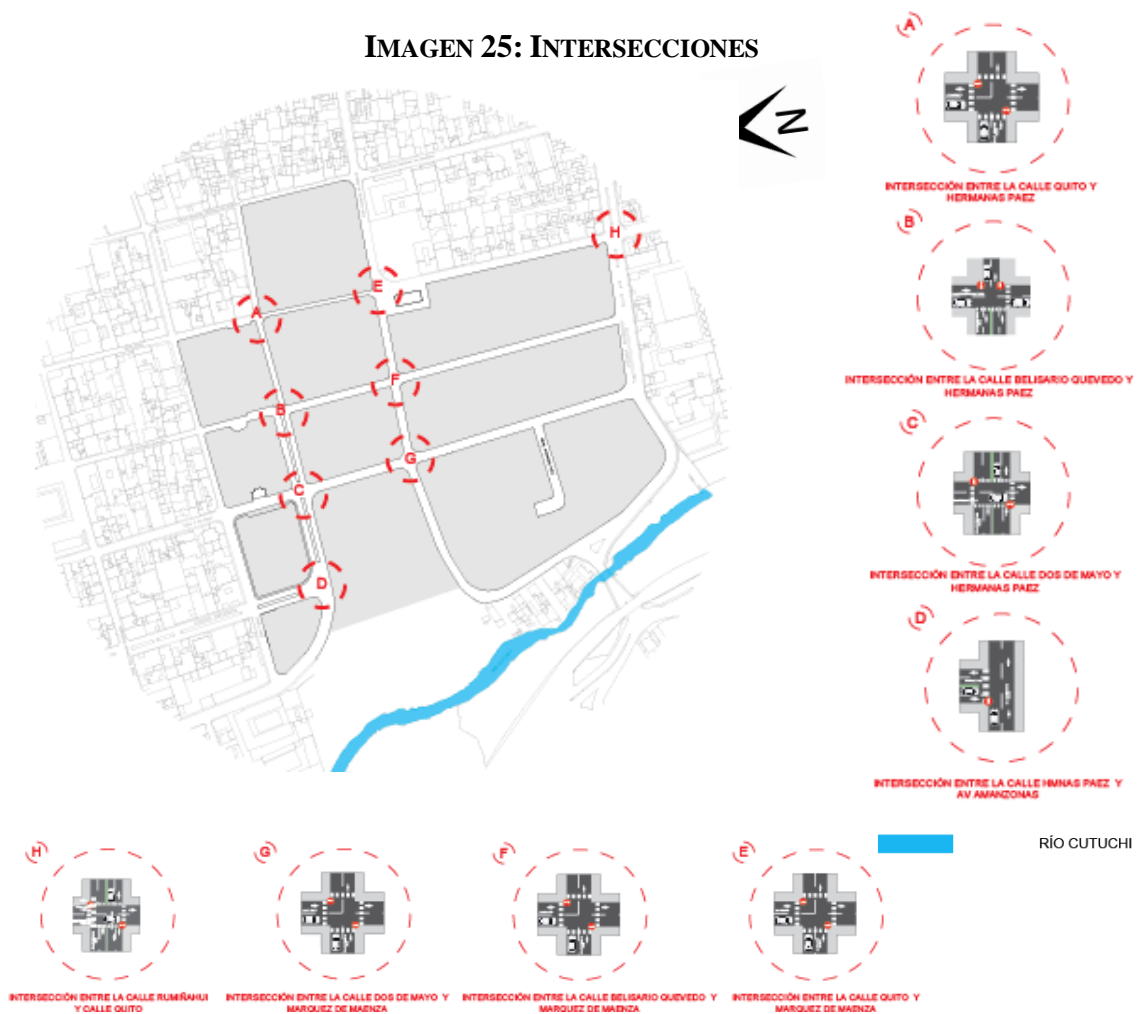 IMAGEN 25: INTERSECCIONES
N
A
INTERSECCIÓN ENTRE LA CALLE QUITO Y
HERMANAS PAEZ
B
INTERSECCIÓN ENTRE LA CALLE BELISARIO QUEVEDO Y
HERMANAS PAEZ
C
INTERSECCIÓN ENTRE LA CALLE DOS DE MAYO Y
HERMANAS PAEZ
D
INTERSECCIÓN ENTRE LA CALLE HMNAS PAEZ Y
AV AMANZONAS
H
E
A
F
B
G
C
D
RÍO CUTUCHI
H
INTERSECCIÓN ENTRE LA CALLE RUMIÑAHUI
Y CALLE QUITO
G
INTERSECCIÓN ENTRE LA CALLE DOS DE MAYO Y
MARQUEZ DE MAENZA
F
INTERSECCIÓN ENTRE LA CALLE BELISARIO QUEVEDO Y
MARQUEZ DE MAENZA
E
INTERSECCIÓN ENTRE LA CALLE QUITO Y
MARQUEZ DE MAENZA